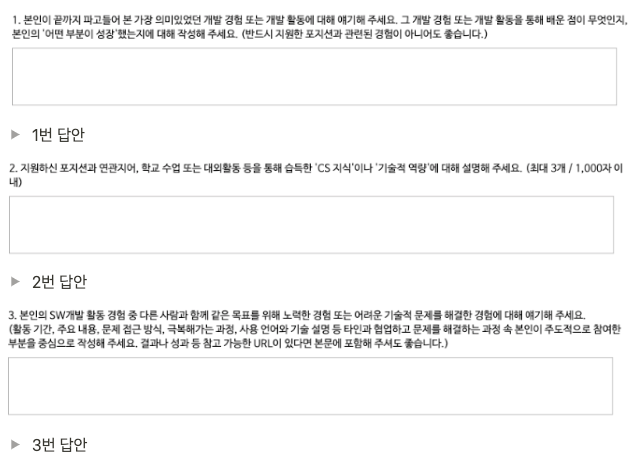 1. 본인이 끝까지 파고들어 본 가장 의미있었던 개발 경험 또는 개발 활동에 대해 얘기해 주세요. 그 개발 경험 또는 개발 활동을 통해 배운 점이 무엇인지,
본인의 '어떤 부분이 성장'했는지에 대해 작성해 주세요. (반드시 지원한 포지션과 관련된 경험이 아니어도 좋습니다.)
▶ 1번 답안
2. 지원하신 포지션과 연관지어, 학교 수업 또는 대외활동 등을 통해 습득한 'CS 지식'이나 '기술적 역량'에 대해 설명해 주세요. (최대 3개 / 1,000자 이
내)
▶ 2번 답안
3. 본인의 SW개발 활동 경험 중 다른 사람과 함께 같은 목표를 위해 노력한 경험 또는 어려운 기술적 문제를 해결한 경험에 대해 얘기해 주세요.
(활동 기간, 주요 내용, 문제 접근 방식, 극복해가는 과정, 사용 언어와 기술 설명 등 타인과 협업하고 문제를 해결하는 과정 속 본인이 주도적으로 참여한
부분을 중심으로 작성해 주세요. 결과나 성과 등 참고 가능한 URL이 있다면 본문에 포함해 주셔도 좋습니다.)
▶ 3번 답안